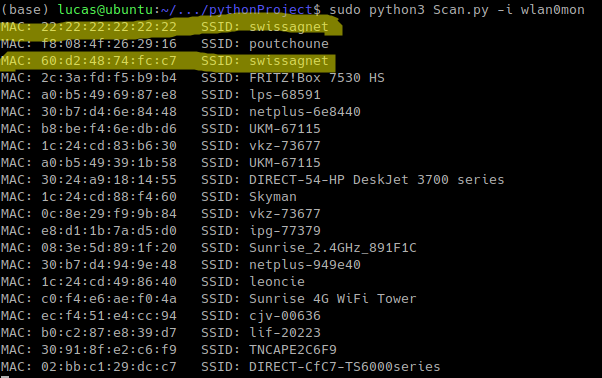 (base) lucas@ubuntu:~/.../pythonProject$ sudo python3 Scan.py -i wlan0mon
MAC: 22:22:22:22:22:22 SSID: swissagnet
MAC: f8:08:4f:26:29:16 SSID: poutchoune
MAC: 60:d2:48:74:fc:c7 SSID: swissagnet
MAC: 2c:3a:fd:f5:b9:b4 SSID: FRITZ!Box 7530 HS
MAC: a0:b5:49:69:87:e8 SSID: lps-68591
MAC: 30:b7:d4:6e:84:48 SSID: netplus-6e8440
MAC: b8:be:f4:6e:db:d6 SSID: UKM-67115
MAC: 1c:24:cd:83:b6:30 SSID: vkz-73677
MAC: a0:b5:49:39:1b:58 SSID: UKM-67115
MAC: 30:24:a9:18:14:55 SSID: DIRECT-54-HP DeskJet 3700 series
MAC: 1c:24:cd:88:f4:60 SSID: Skyman
MAC: 0c:8e:29:f9:9b:84 SSID: vkz-73677
MAC: e8:d1:1b:7a:d5:d0 SSID: ipg-77379
MAC: 08:3e:5d:89:1f:20 SSID: Sunrise_2.4GHz_891F1C
MAC: 30:b7:d4:94:9e:48 SSID: netplus-949e40
MAC: 1c:24:cd:49:86:40 SSID: leoncie
MAC: c0:f4:e6:ae:f0:4a SSID: Sunrise 4G WiFi Tower
MAC: ec:f4:51:e4:cc:94 SSID: cjv-00636
MAC: b0:c2:87:e8:39:d7 SSID: lif-20223
MAC: 30:91:8f:e2:c6:f9 SSID: TNCAPE2C6F9
MAC: 02:bb:c1:29:dc:c7 SSID: DIRECT-CfC7-TS6000series